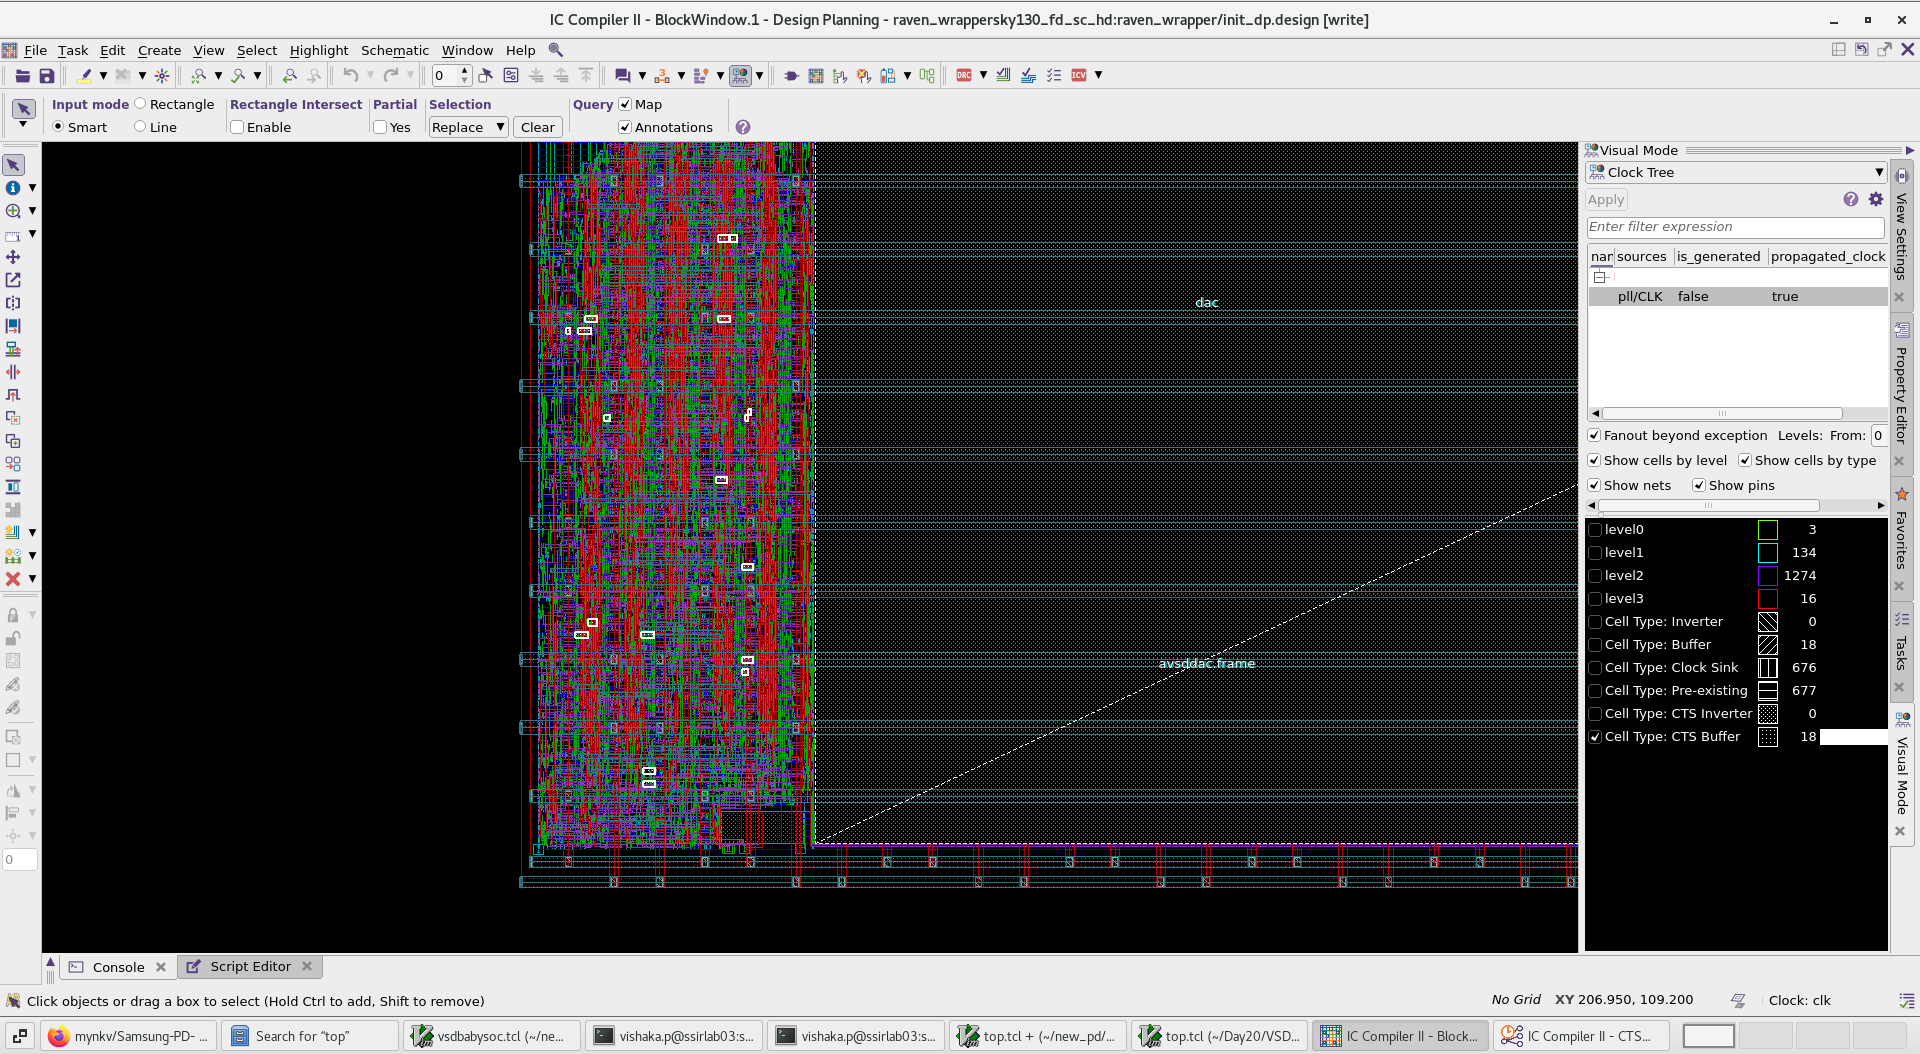 IC Compiler II - BlockWindow.1 - Design Planning - raven_wrappersky130_fd_sc_hd:raven_wrapper/init_dp.design [write]
File Task Edit Create View Select Highlight Schematic Window Help
0
DRC ICV
Input mode Rectangle Rectangle Intersect Partial Selection Query Map
Smart Line Enable Yes Replace Clear Annotations
Visual Mode
Clock Tree
Apply
Enter filter expression
nar sources is_generated propagated_clock
pll/CLK false true
Fanout beyond exception Levels: From: 0
Show cells by level Show cells by type
Show nets Show pins
level0 3
level1 134
level2 1274
level3 16
Cell Type: Inverter 0
Cell Type: Buffer 18
Cell Type: Clock Sink 676
Cell Type: Pre-existing 677
Cell Type: CTS Inverter 0
Cell Type: CTS Buffer 18
View Settings
Property Editor
Favorites
Tasks
Visual Mode
dac
avsddac.frame
0
Console Script Editor
Click objects or drag a box to select (Hold Ctrl to add, Shift to remove) No Grid XY 206.950, 109.200 Clock: clk
mynkv/Samsung-PD-... Search for "top" vsdbabysoc.tcl (~/ne... vishaka.p@ssirlab03:s... vishaka.p@ssirlab03:s... top.tcl + (~/new_pd/... top.tcl (~/Day20/VSD... IC Compiler II - Block... IC Compiler II - CTS...